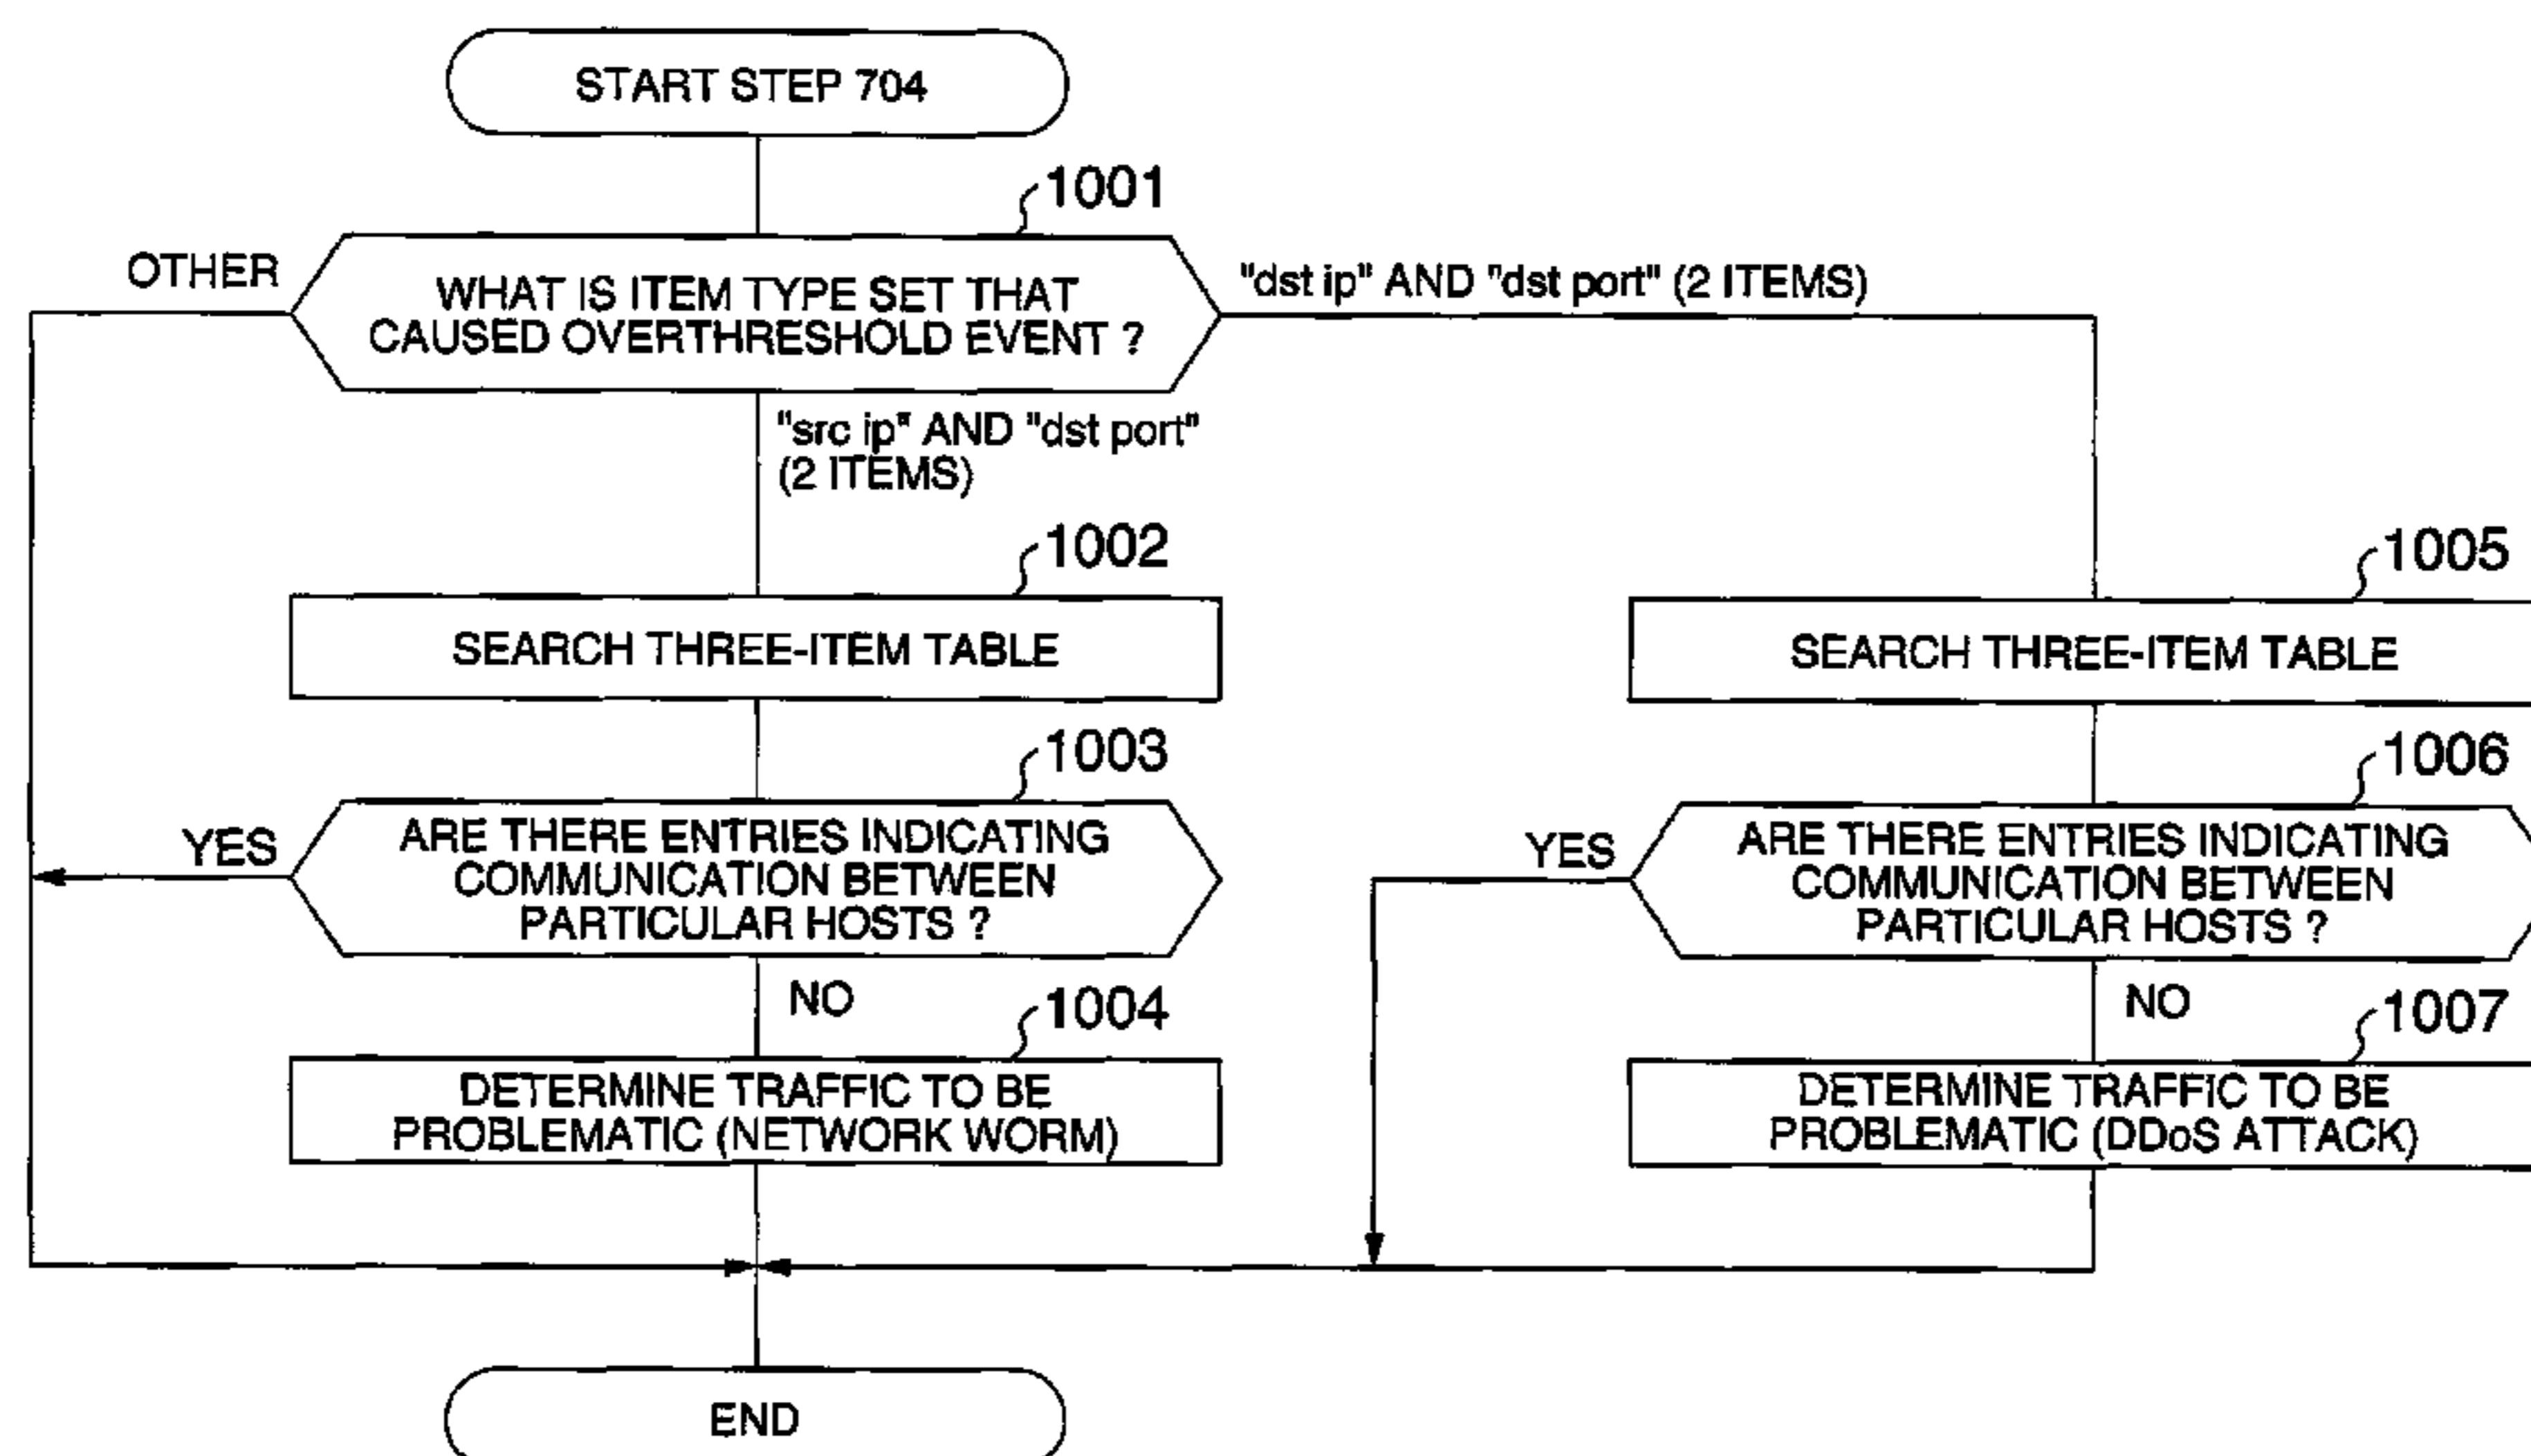 START STEP 704
1001
OTHER
WHAT IS ITEM TYPE SET THAT
CAUSED OVERTHRESHOLD EVENT ?
"dst ip" AND "dst port" (2 ITEMS)
"src ip" AND "dst port"
(2 ITEMS)
1002
SEARCH THREE-ITEM TABLE
1003
YES
ARE THERE ENTRIES INDICATING
COMMUNICATION BETWEEN
PARTICULAR HOSTS ?
NO
1004
DETERMINE TRAFFIC TO BE
PROBLEMATIC (NETWORK WORM)
1005
SEARCH THREE-ITEM TABLE
1006
YES
ARE THERE ENTRIES INDICATING
COMMUNICATION BETWEEN
PARTICULAR HOSTS ?
NO
1007
DETERMINE TRAFFIC TO BE
PROBLEMATIC (DDoS ATTACK)
END